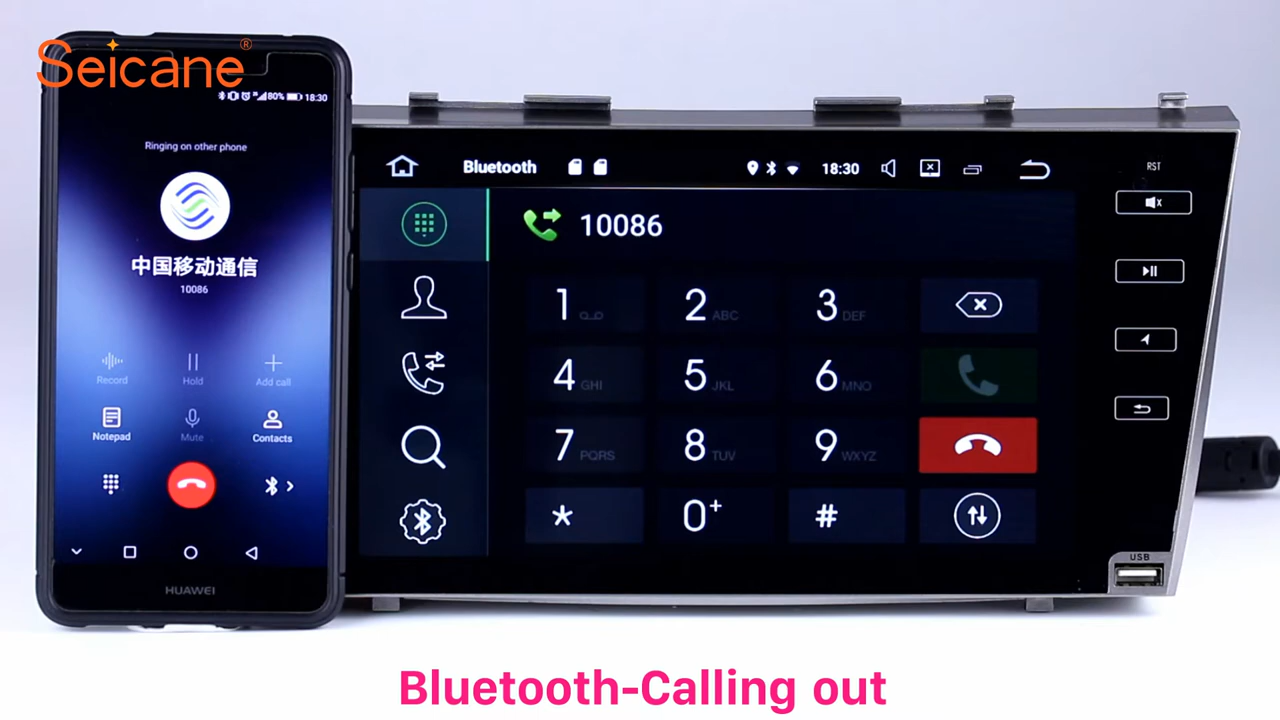 Seicane®
80% 18:30
Ringing on other phone
中国移动通信
10086
Record Hold Add call
Notepad Mute Contacts
HUAWEI
Bluetooth 18:30
10086
1 2 ABC 3 DEF
4 GHI 5 JKL 6 MNO
7 PQRS 8 TUV 9 WXYZ
* 0+ #
RST
USB
Bluetooth-Calling out